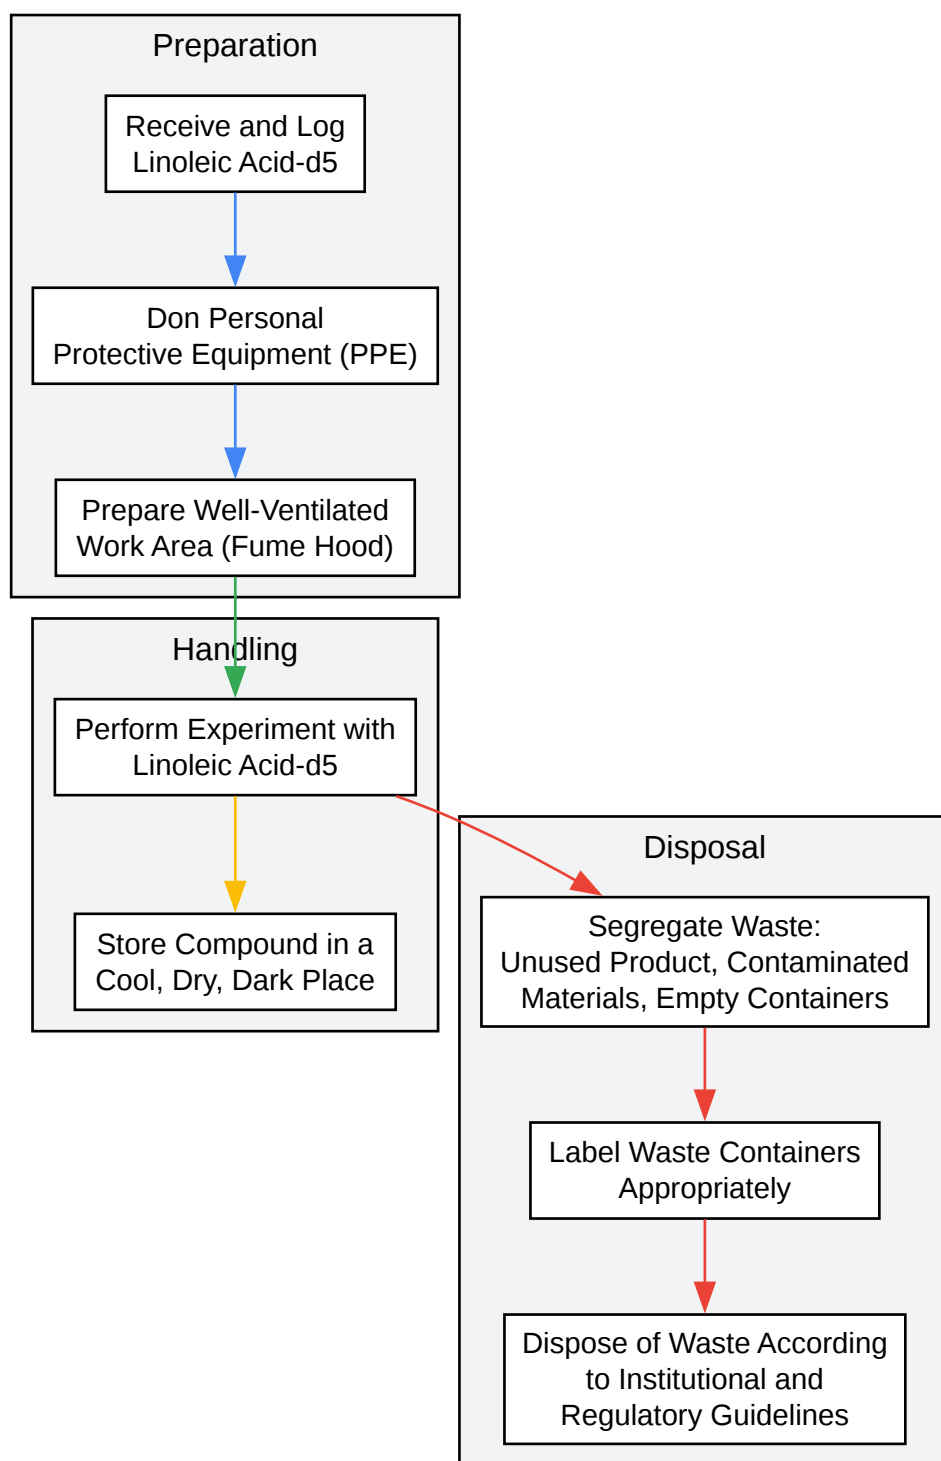 Preparation
Receive and Log
Linoleic Acid-d5
Don Personal
Protective Equipment (PPE)
Prepare Well-Ventilated
Work Area (Fume Hood)
Handling
Perform Experiment with
Linoleic Acid-d5
Store Compound in a
Cool, Dry, Dark Place
Disposal
Segregate Waste:
Unused Product, Contaminated
Materials, Empty Containers
Label Waste Containers
Appropriately
Dispose of Waste According
to Institutional and
Regulatory Guidelines